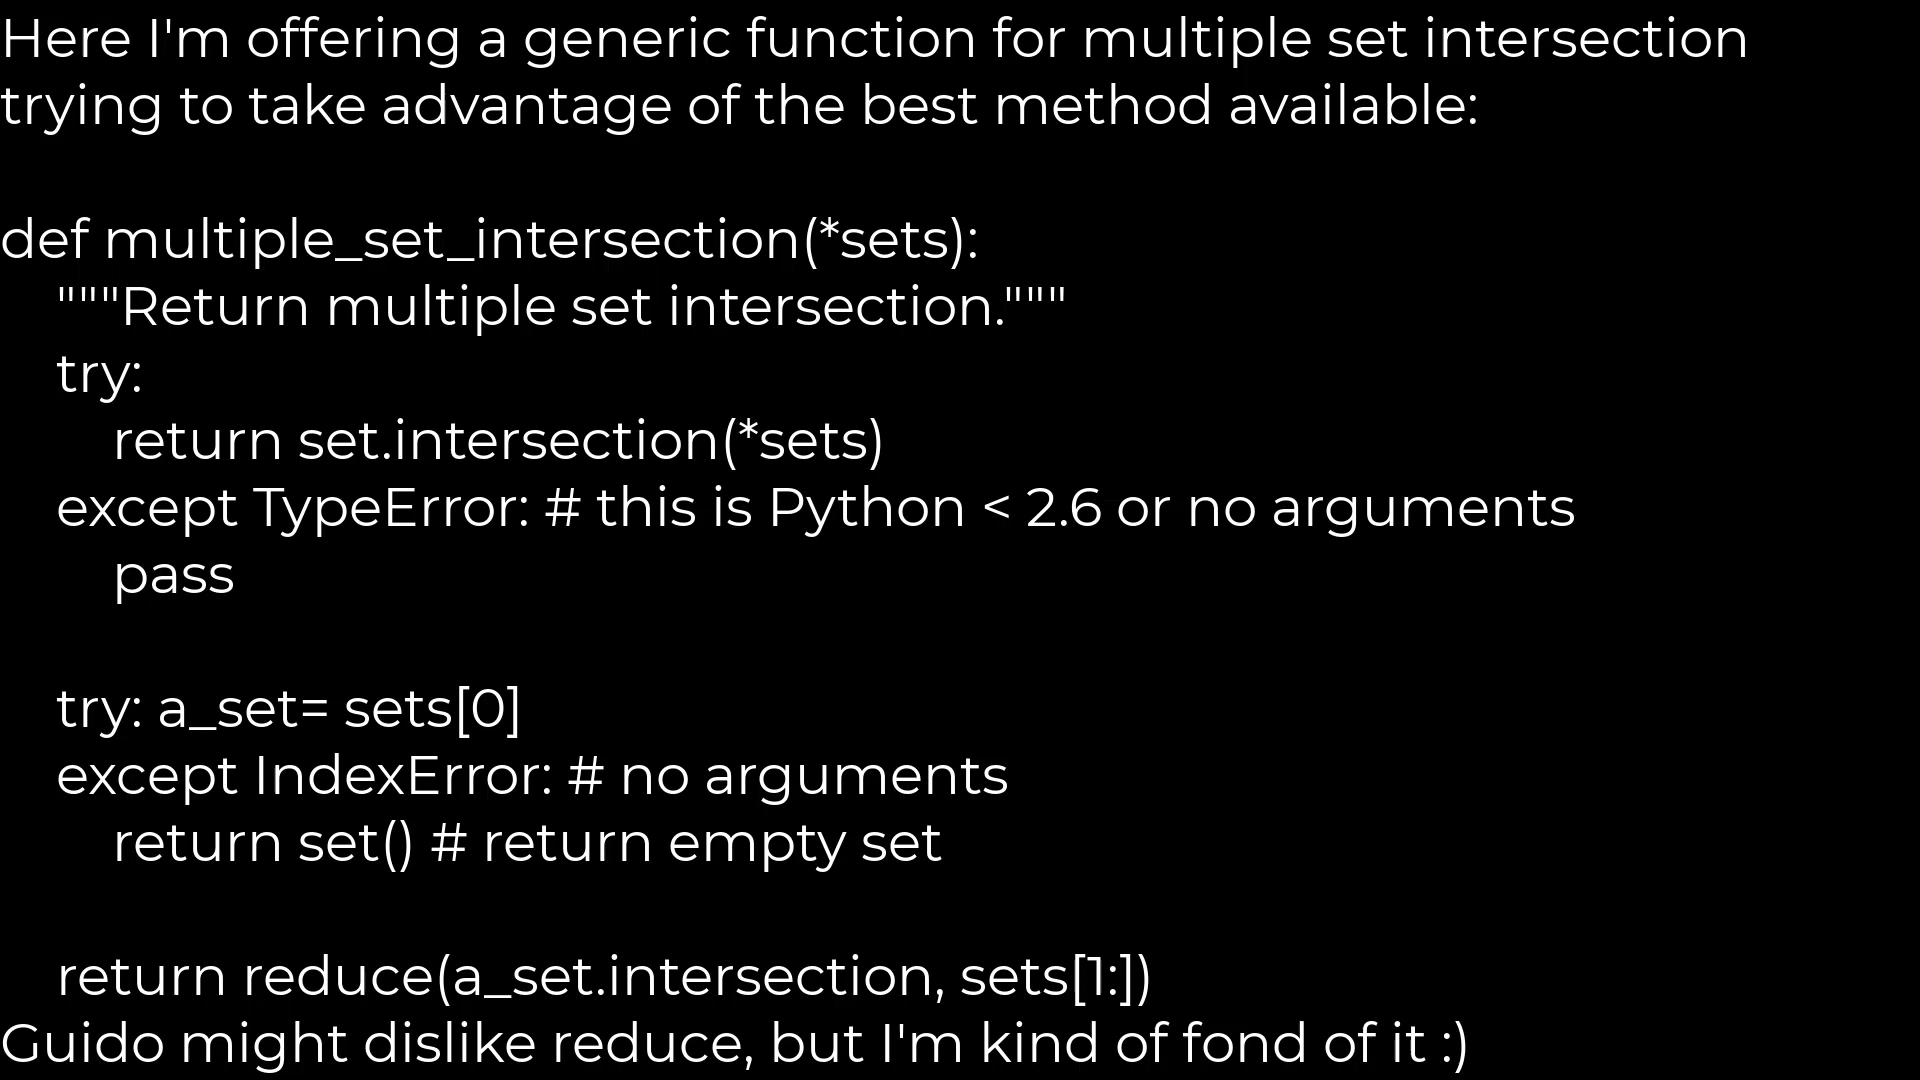 Here I'm offering a generic function for multiple set intersection
trying to take advantage of the best method available:

def multiple_set_intersection(*sets):
    """Return multiple set intersection."""
    try:
        return set.intersection(*sets)
    except TypeError: # this is Python < 2.6 or no arguments
        pass

    try: a_set= sets[0]
    except IndexError: # no arguments
        return set() # return empty set

    return reduce(a_set.intersection, sets[1:])
Guido might dislike reduce, but I'm kind of fond of it :)